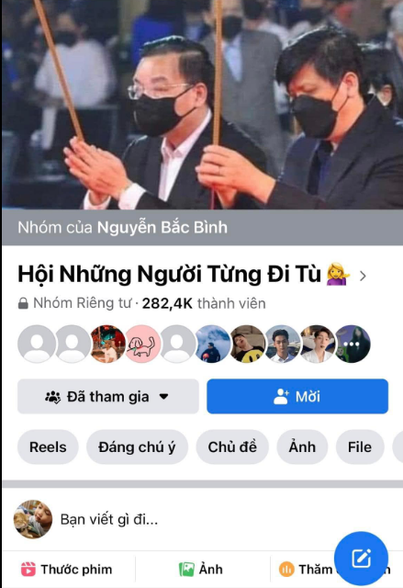 Nhóm của Nguyễn Bắc Bình
Hội Những Người Từng Đi Tù 💁‍♀️ >
Nhóm Riêng tư · 282,4K thành viên
Đã tham gia Mời
Reels Đáng chú ý Chủ đề Ảnh File
Bạn viết gì đi...
Thước phim Ảnh Thăm